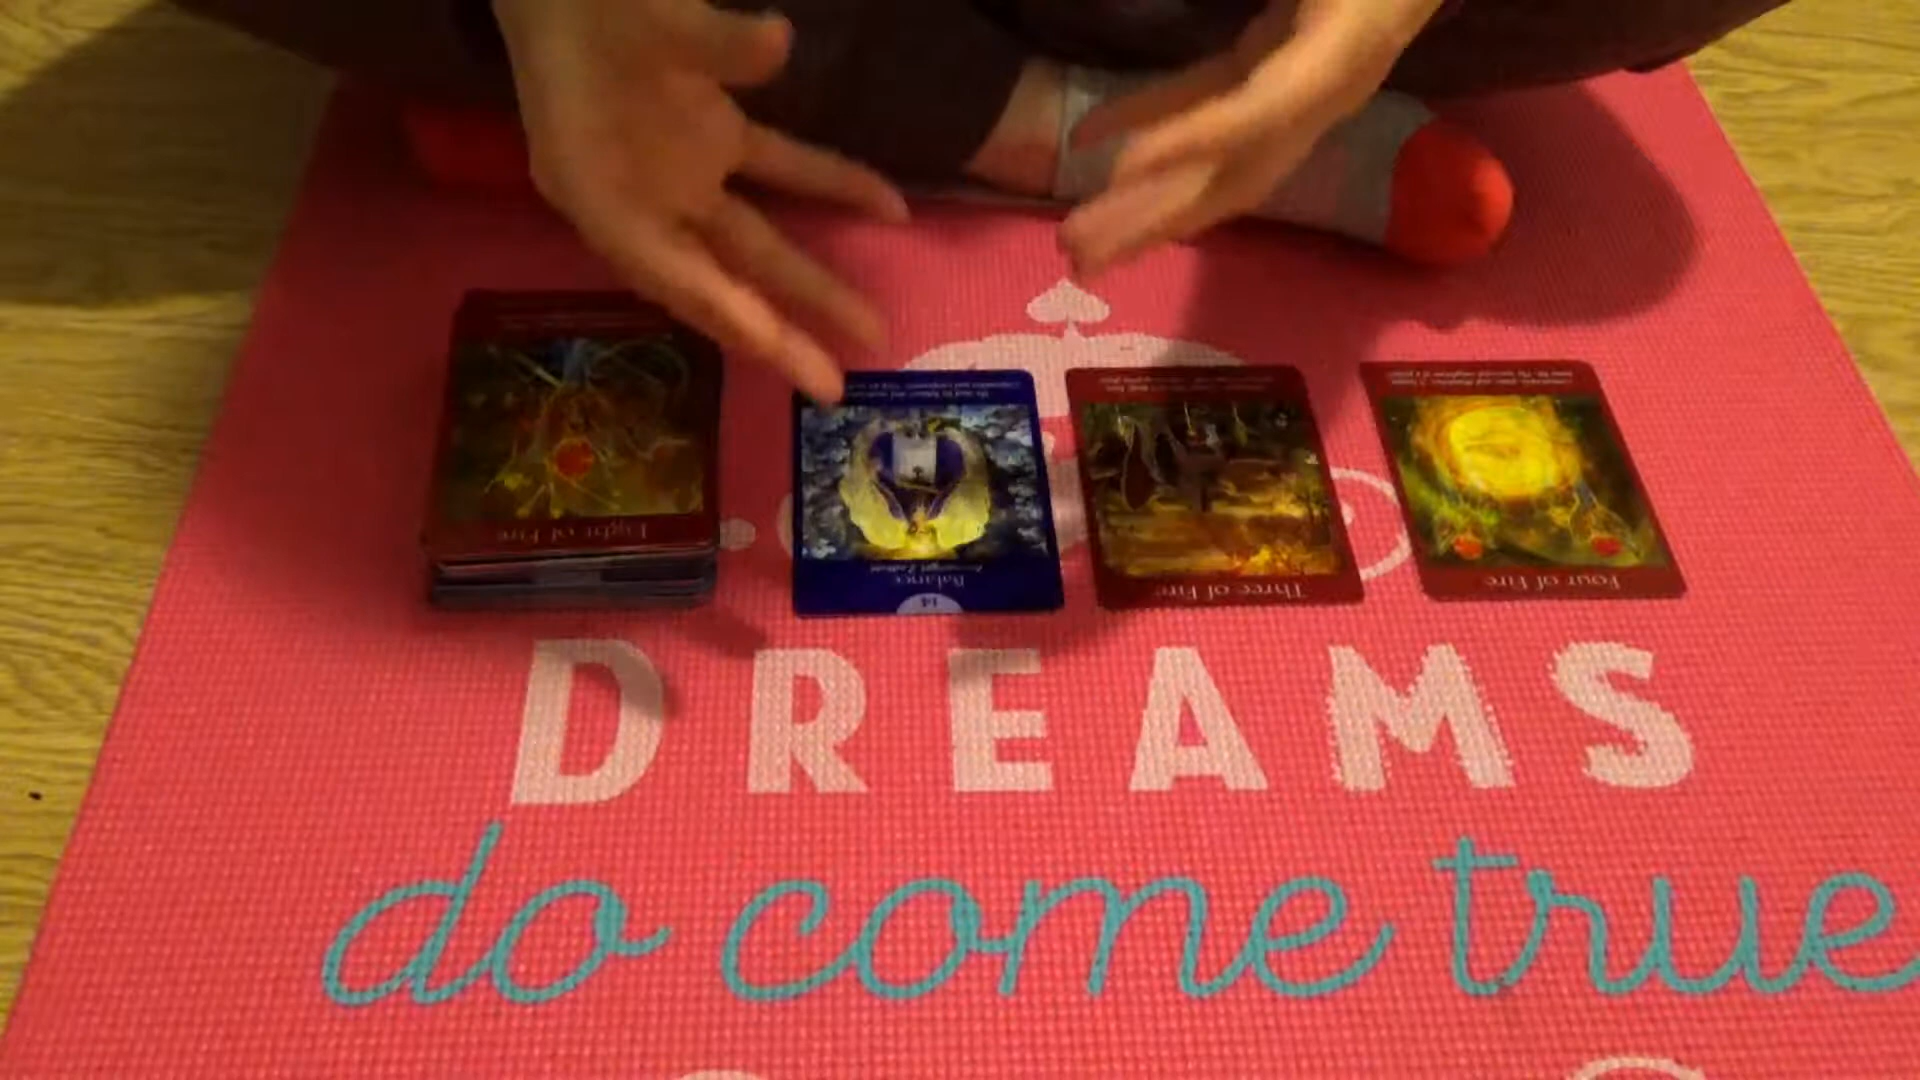 Eight of Fire
Balance
Archangel Zadkiel
14
Three of Fire
Four of Fire
DREAMS
do come true